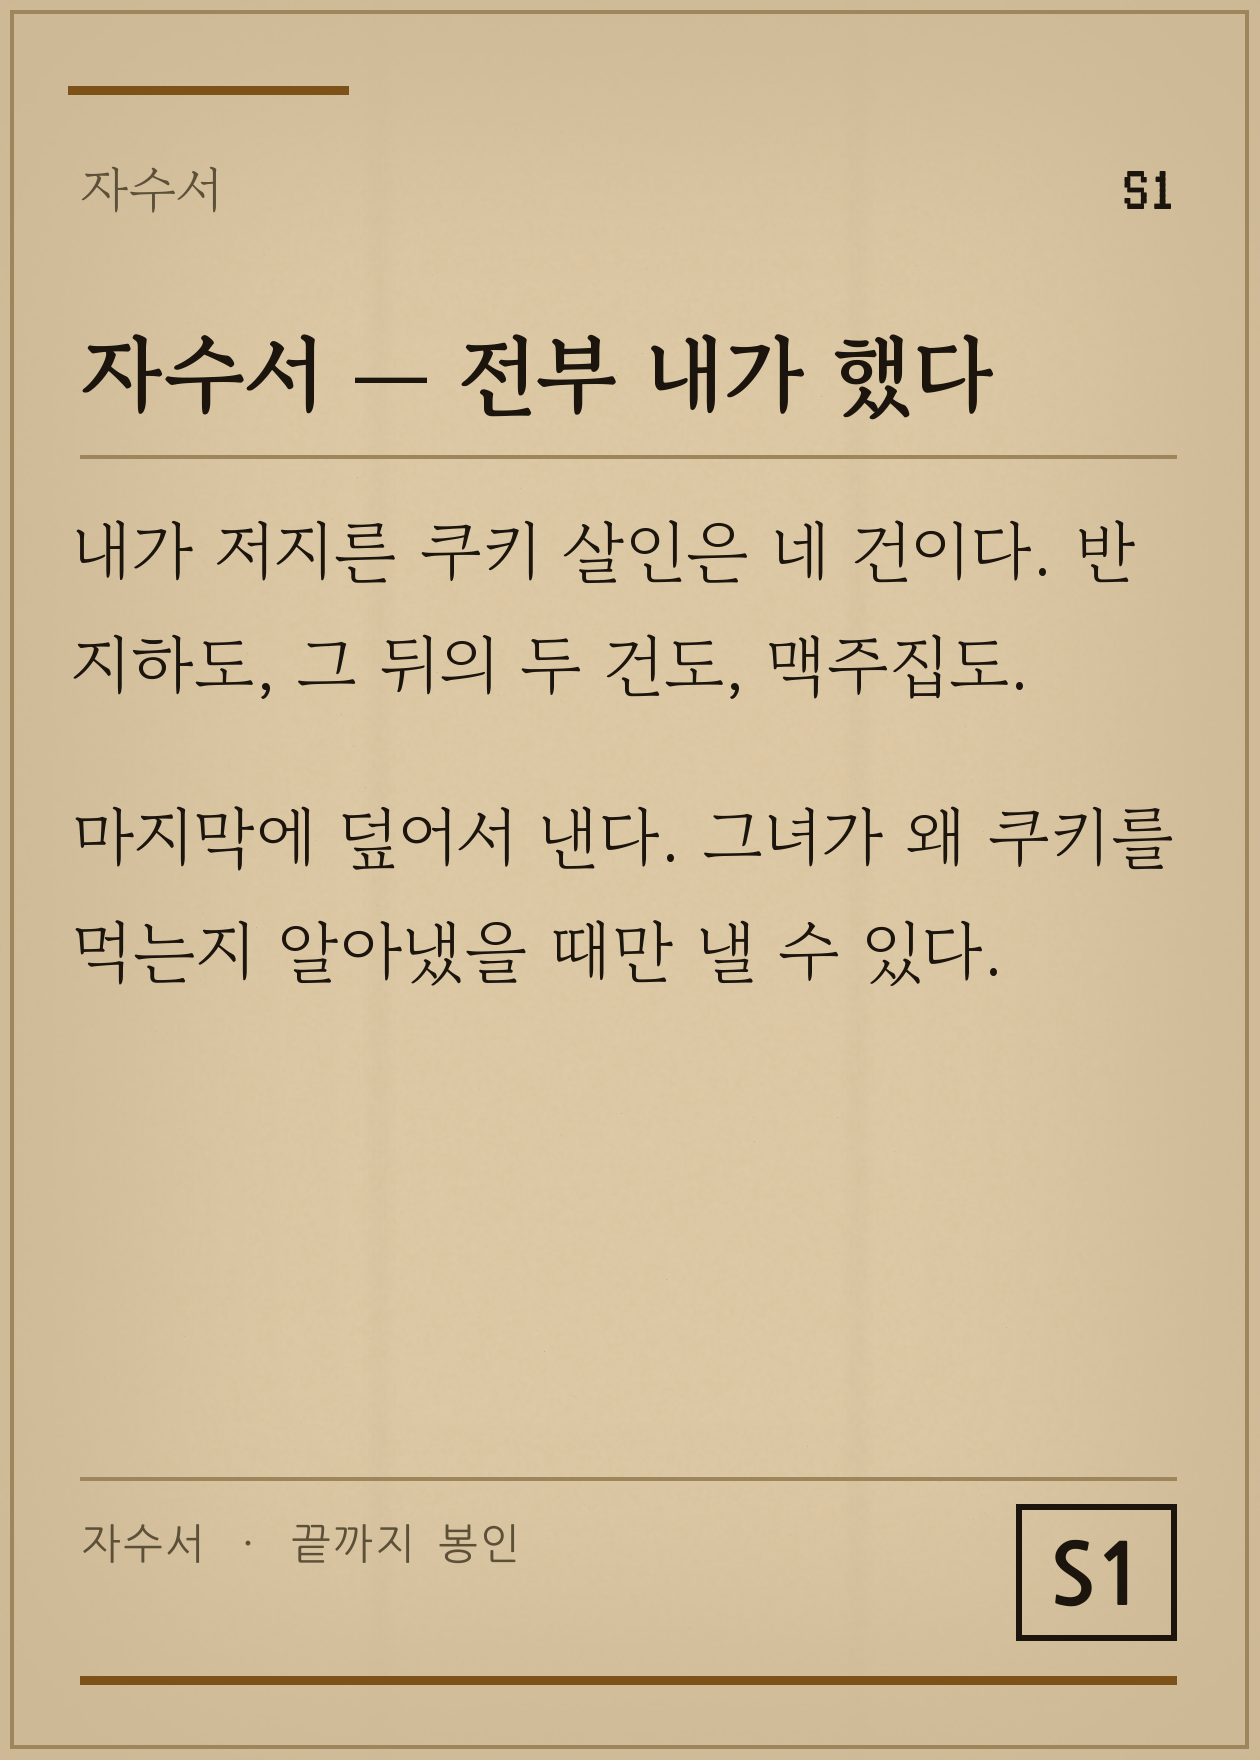 자수서
S1
자수서 — 전부 내가 했다
내가 저지른 쿠키 살인은 네 건이다. 반
지하도, 그 뒤의 두 건도, 맥주집도.
마지막에 덮어서 낸다. 그녀가 왜 쿠키를
먹는지 알아냈을 때만 낼 수 있다.
자수서 · 끝까지 봉인
S1